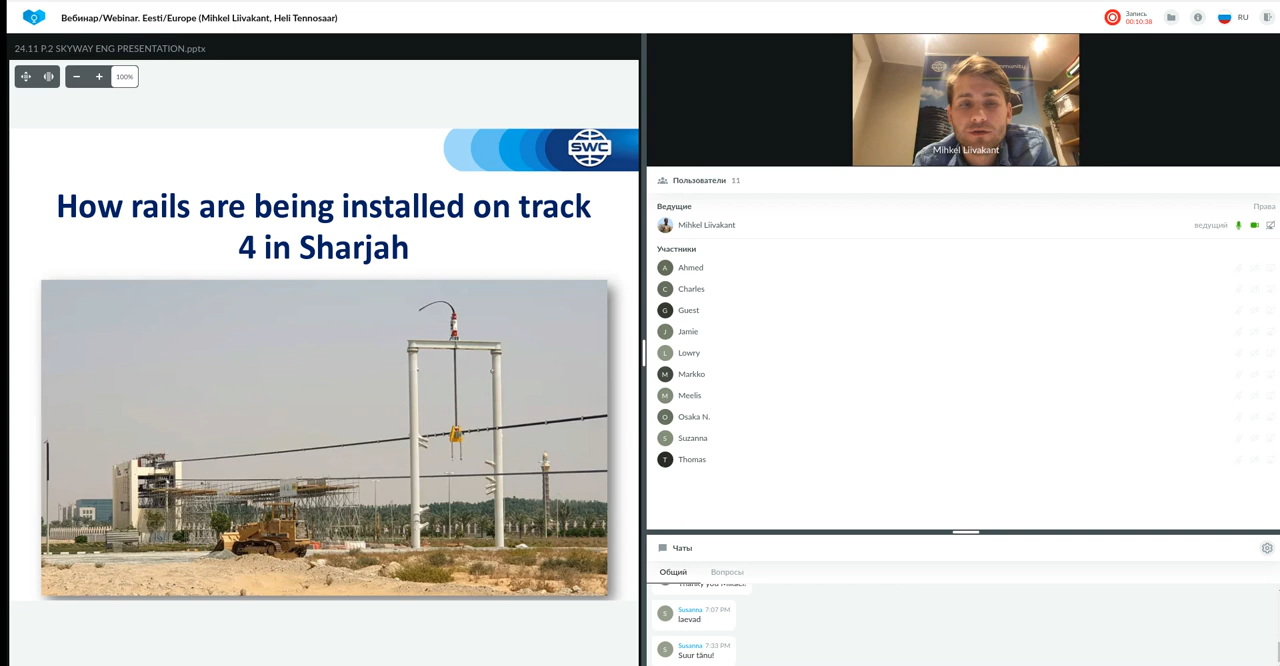 Вебинар/Webinar. Eesti/Europe (Mihkel Liivakant, Heli Tennosaar)
Запись
00:10:38
RU
24.11 P.2 SKYWAY ENG PRESENTATION.pptx
100%
SWC
How rails are being installed on track
4 in Sharjah
Mihkel Liivakant
Пользователи 11
Ведущие
Права
Mihkel Liivakant
ведущий
Участники
A Ahmed
C Charles
G Guest
J Jamie
L Lowry
M Markko
M Meelis
O Osaka N.
S Suzanna
T Thomas
Чаты
Общий
Вопросы
Thank you Mihkel!
S Susanna 7:07 PM
laevad
S Susanna 7:33 PM
Suur tänu!